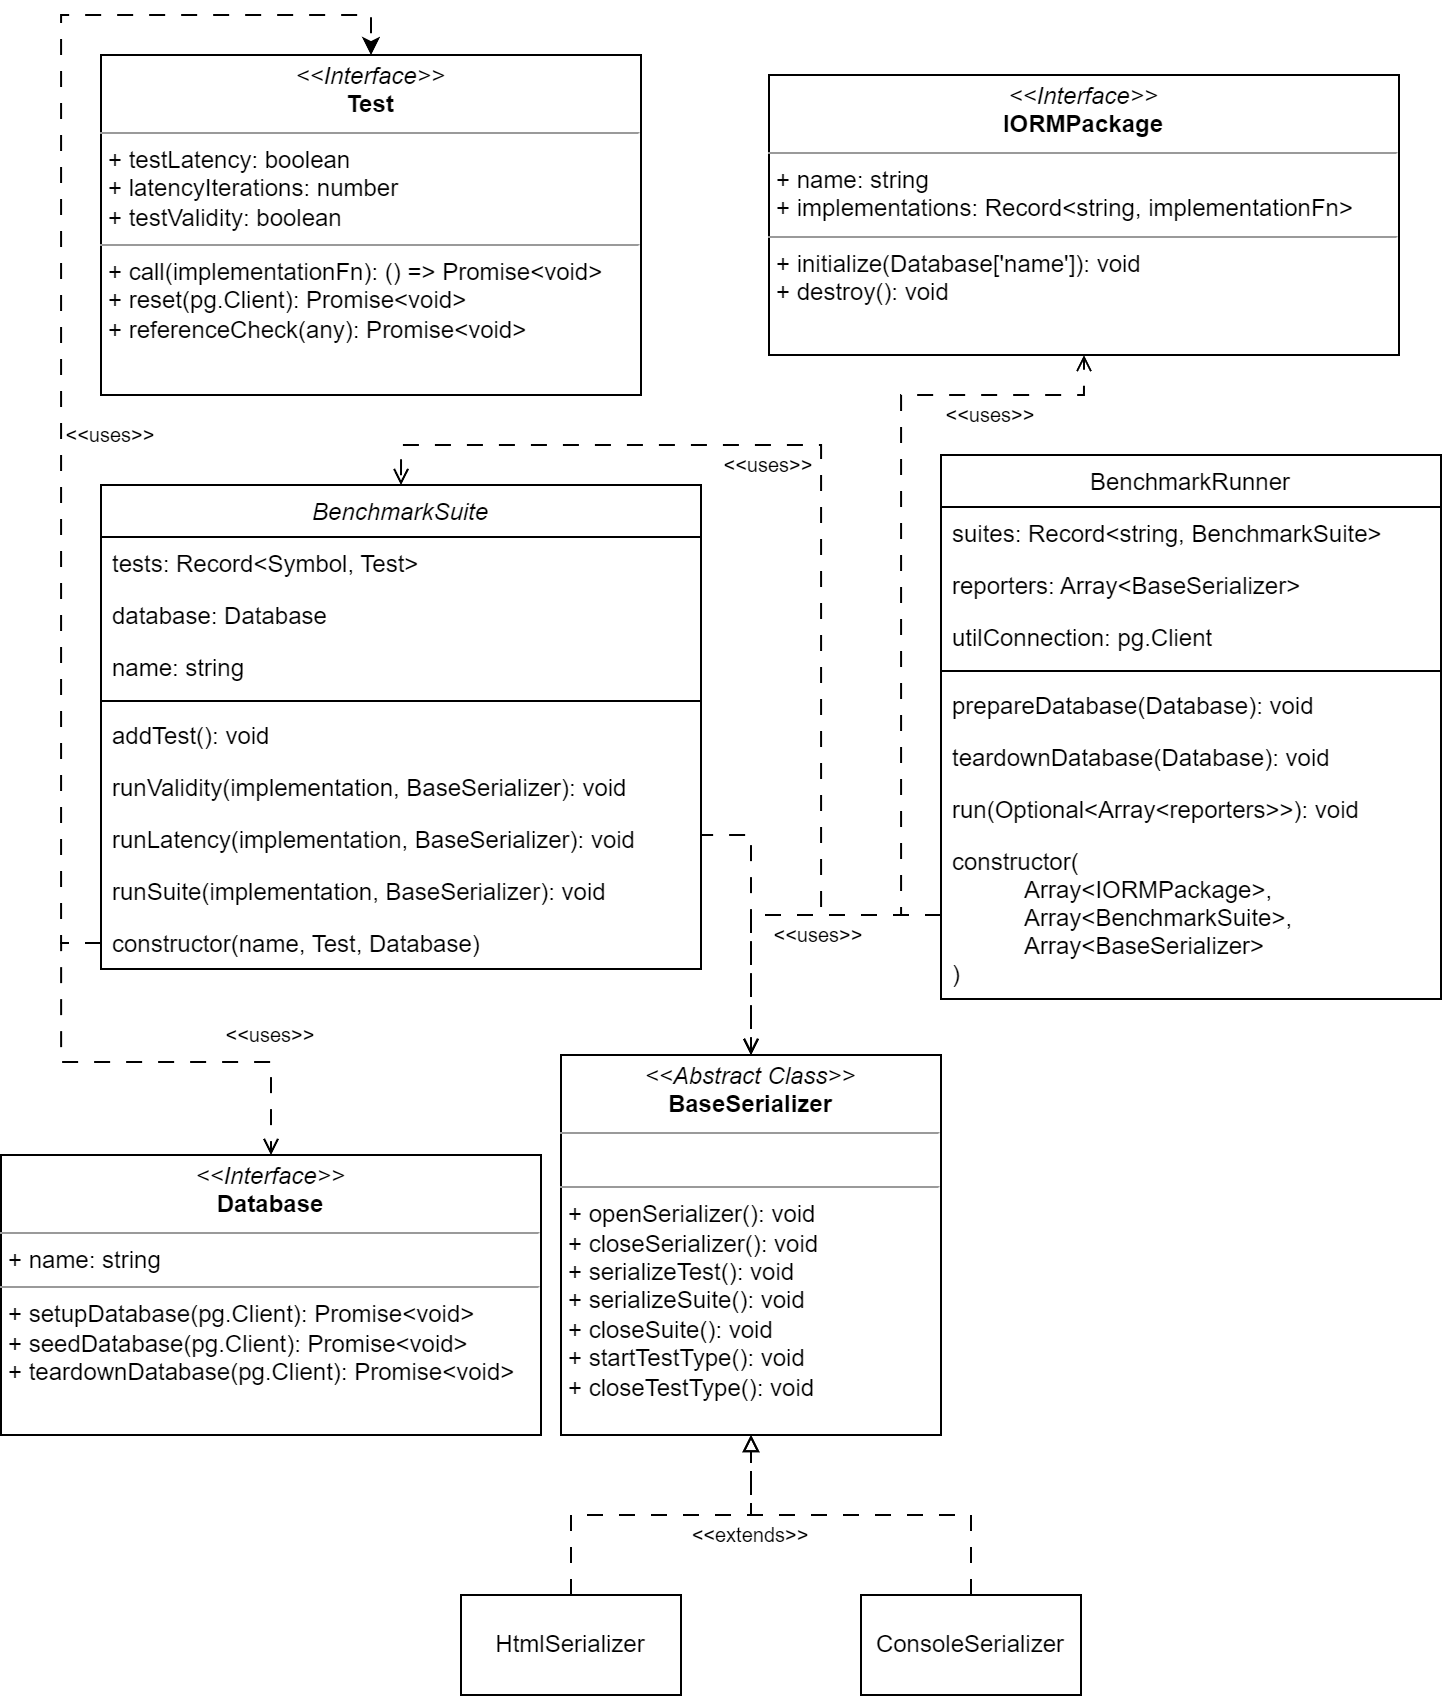 <<Interface>>
Test
+ testLatency: boolean
+ latencyIterations: number
+ testValidity: boolean
+ call(implementationFn): () => Promise<void>
+ reset(pg.Client): Promise<void>
+ referenceCheck(any): Promise<void>
<<Interface>>
IORMPackage
+ name: string
+ implementations: Record<string, implementationFn>
+ initialize(Database['name']): void
+ destroy(): void
<<uses>>
<<uses>>
<<uses>>
BenchmarkSuite
tests: Record<Symbol, Test>
database: Database
name: string
addTest(): void
runValidity(implementation, BaseSerializer): void
runLatency(implementation, BaseSerializer): void
runSuite(implementation, BaseSerializer): void
constructor(name, Test, Database)
BenchmarkRunner
suites: Record<string, BenchmarkSuite>
reporters: Array<BaseSerializer>
utilConnection: pg.Client
prepareDatabase(Database): void
teardownDatabase(Database): void
run(Optional<Array<reporters>>): void
constructor(
Array<IORMPackage>,
Array<BenchmarkSuite>,
Array<BaseSerializer>
)
<<uses>>
<<uses>>
<<Interface>>
Database
+ name: string
+ setupDatabase(pg.Client): Promise<void>
+ seedDatabase(pg.Client): Promise<void>
+ teardownDatabase(pg.Client): Promise<void>
<<Abstract Class>>
BaseSerializer
+ openSerializer(): void
+ closeSerializer(): void
+ serializeTest(): void
+ serializeSuite(): void
+ closeSuite(): void
+ startTestType(): void
+ closeTestType(): void
<<extends>>
HtmlSerializer
ConsoleSerializer